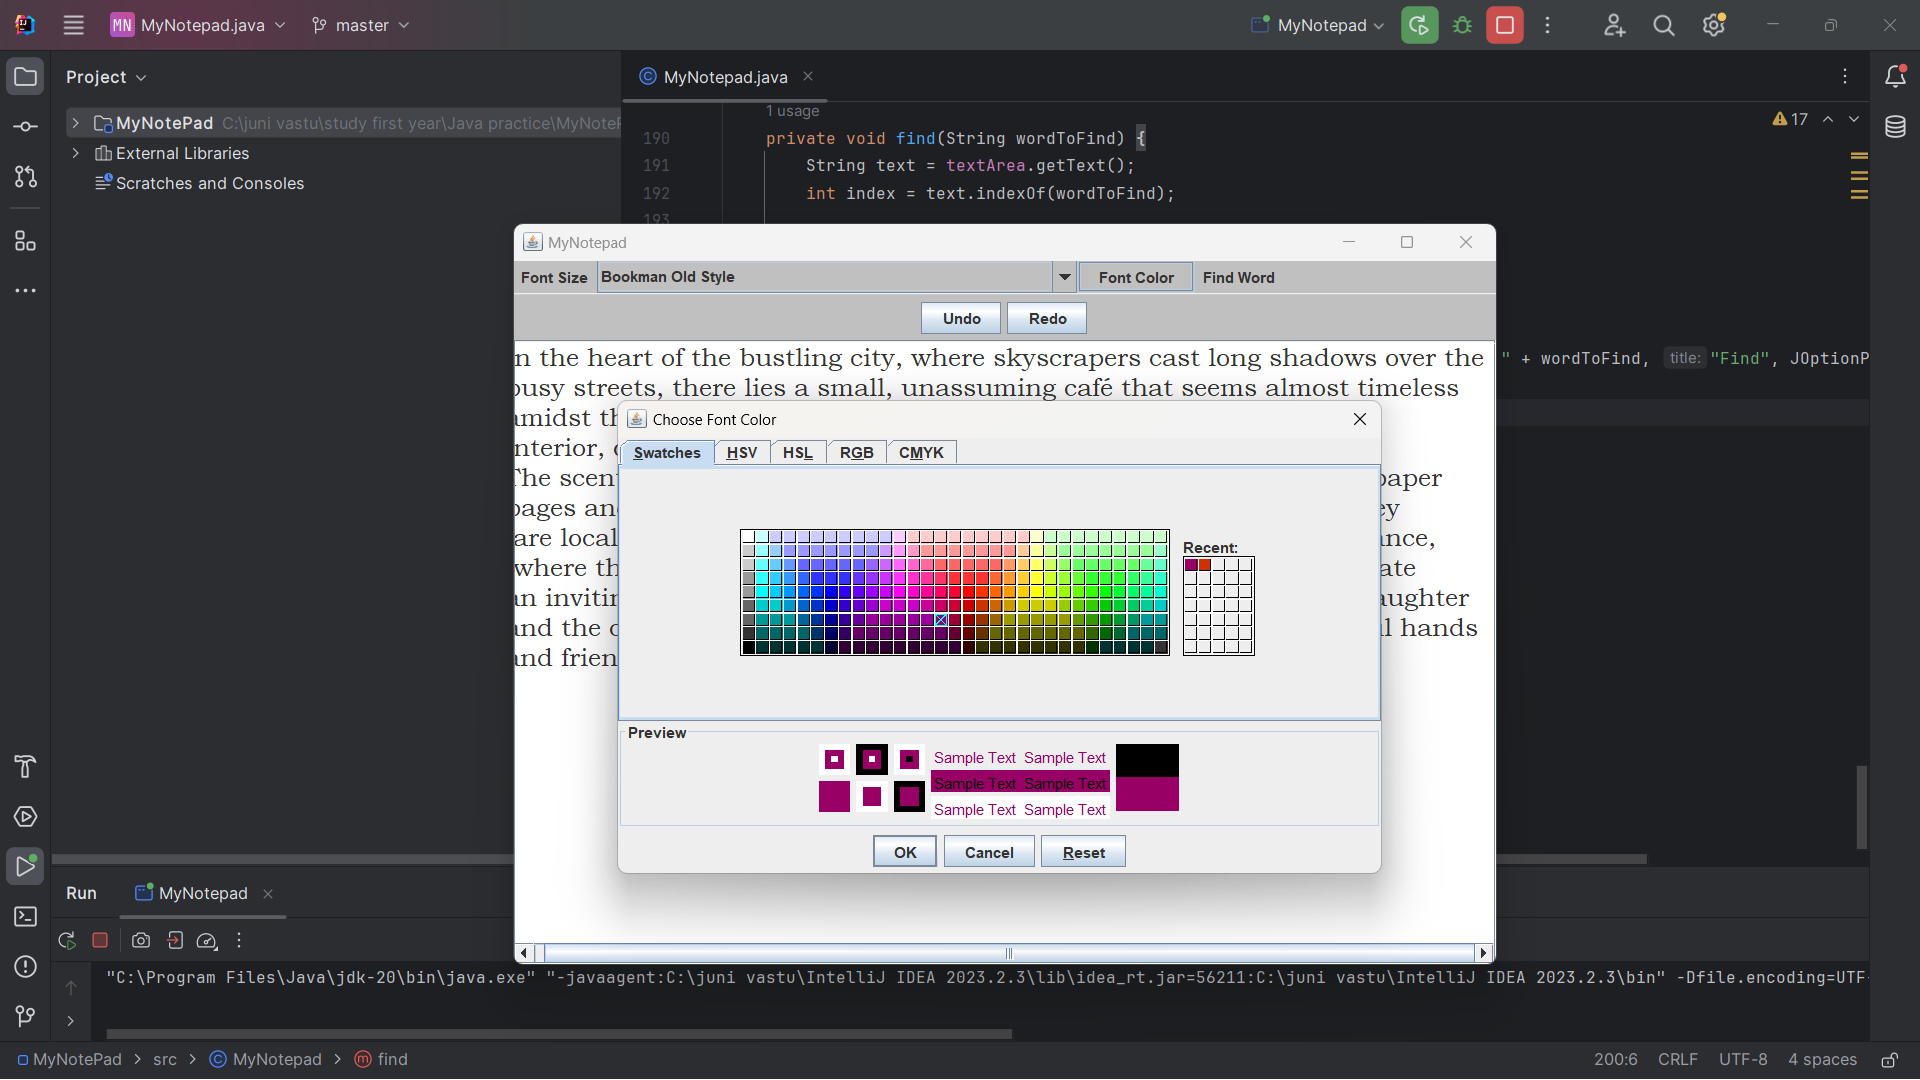 MN MyNotepad.java master MyNotepad
Project
MyNotepad.java
MyNotePad C:\juni vastu\study first year\Java practice\MyNoteP
External Libraries
Scratches and Consoles
1 usage
17
190 private void find(String wordToFind) {
191 String text = textArea.getText();
192 int index = text.indexOf(wordToFind);
193
" + wordToFind, title: "Find", JOptionP
MyNotepad
Font Size Bookman Old Style Font Color Find Word
Undo Redo
n the heart of the bustling city, where skyscrapers cast long shadows over the
busy streets, there lies a small, unassuming café that seems almost timeless
amidst th
nterior,
The scen paper
pages an ey
are local ance,
where th ate
an invitin aughter
and the l hands
and frien
Choose Font Color
Swatches HSV HSL RGB CMYK
Recent:
Preview
Sample Text Sample Text
Sample Text Sample Text
Sample Text Sample Text
OK Cancel Reset
Run MyNotepad
"C:\Program Files\Java\jdk-20\bin\java.exe" "-javaagent:C:\juni vastu\IntelliJ IDEA 2023.2.3\lib\idea_rt.jar=56211:C:\juni vastu\IntelliJ IDEA 2023.2.3\bin" -Dfile.encoding=UTF-
MyNotePad > src > MyNotepad > find
200:6 CRLF UTF-8 4 spaces